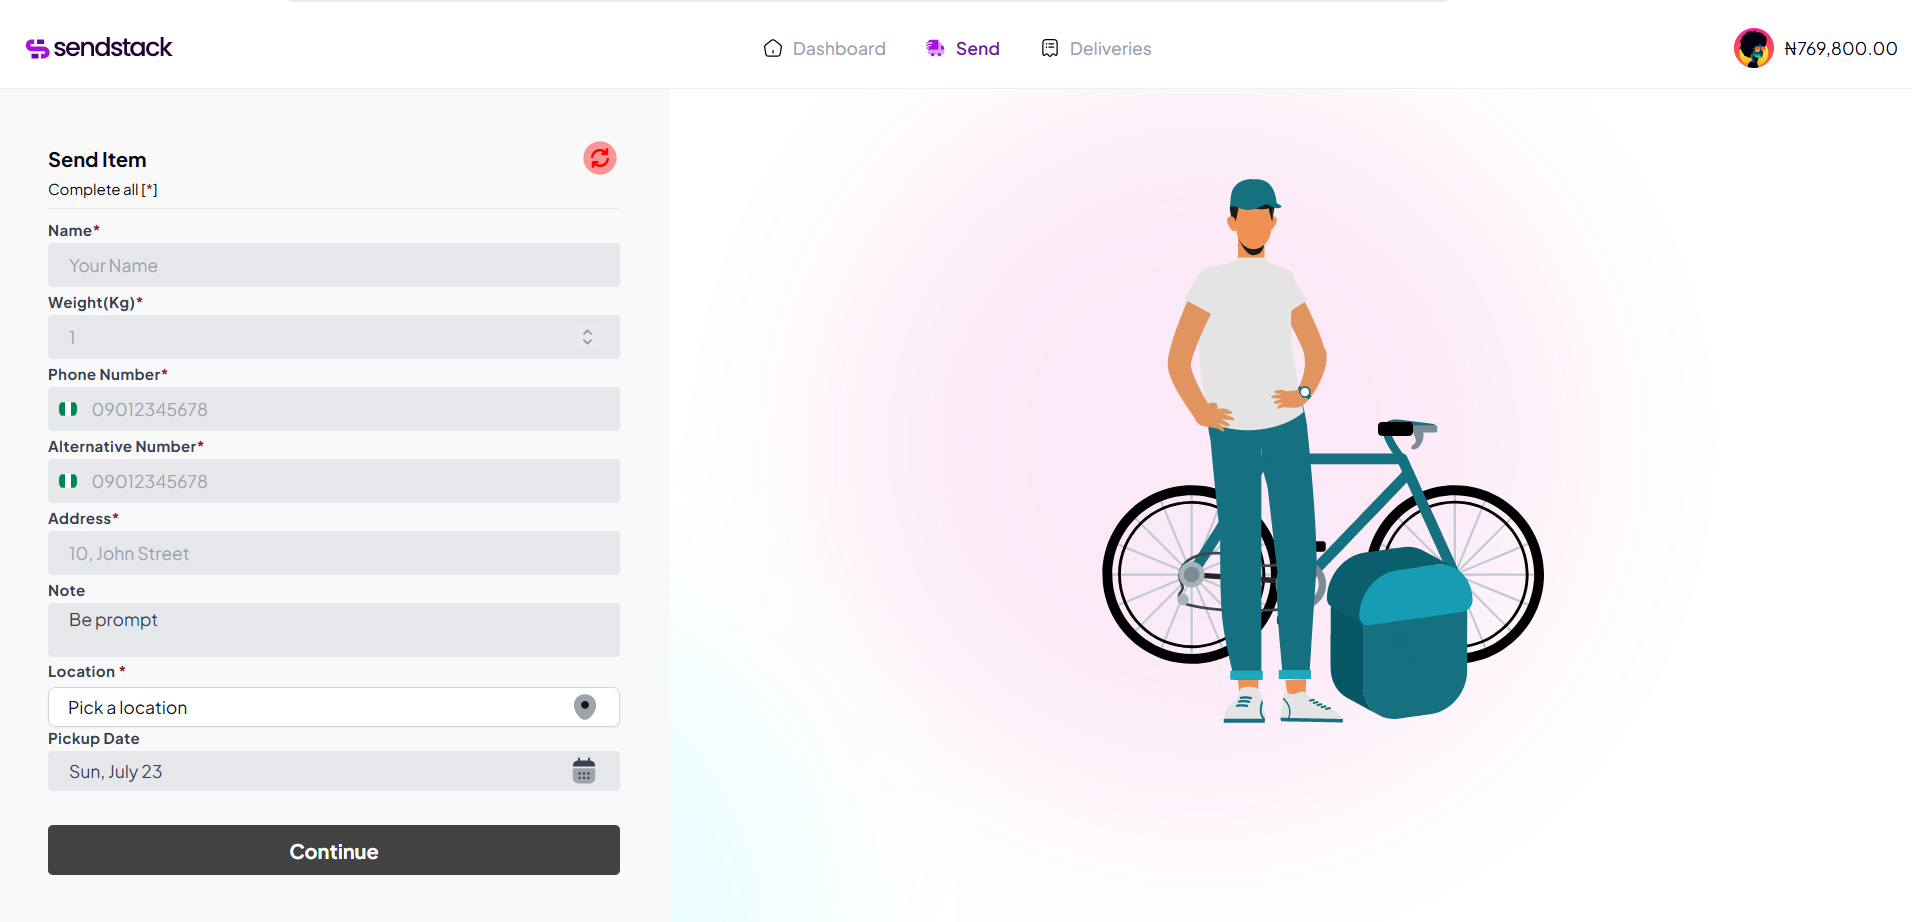 sendstack
Dashboard
Send
Deliveries
₦769,800.00
Send Item
Complete all [*]
Name*
Your Name
Weight(Kg)*
1
Phone Number*
09012345678
Alternative Number*
09012345678
Address*
10, John Street
Note
Be prompt
Location *
Pick a location
Pickup Date
Sun, July 23
Continue